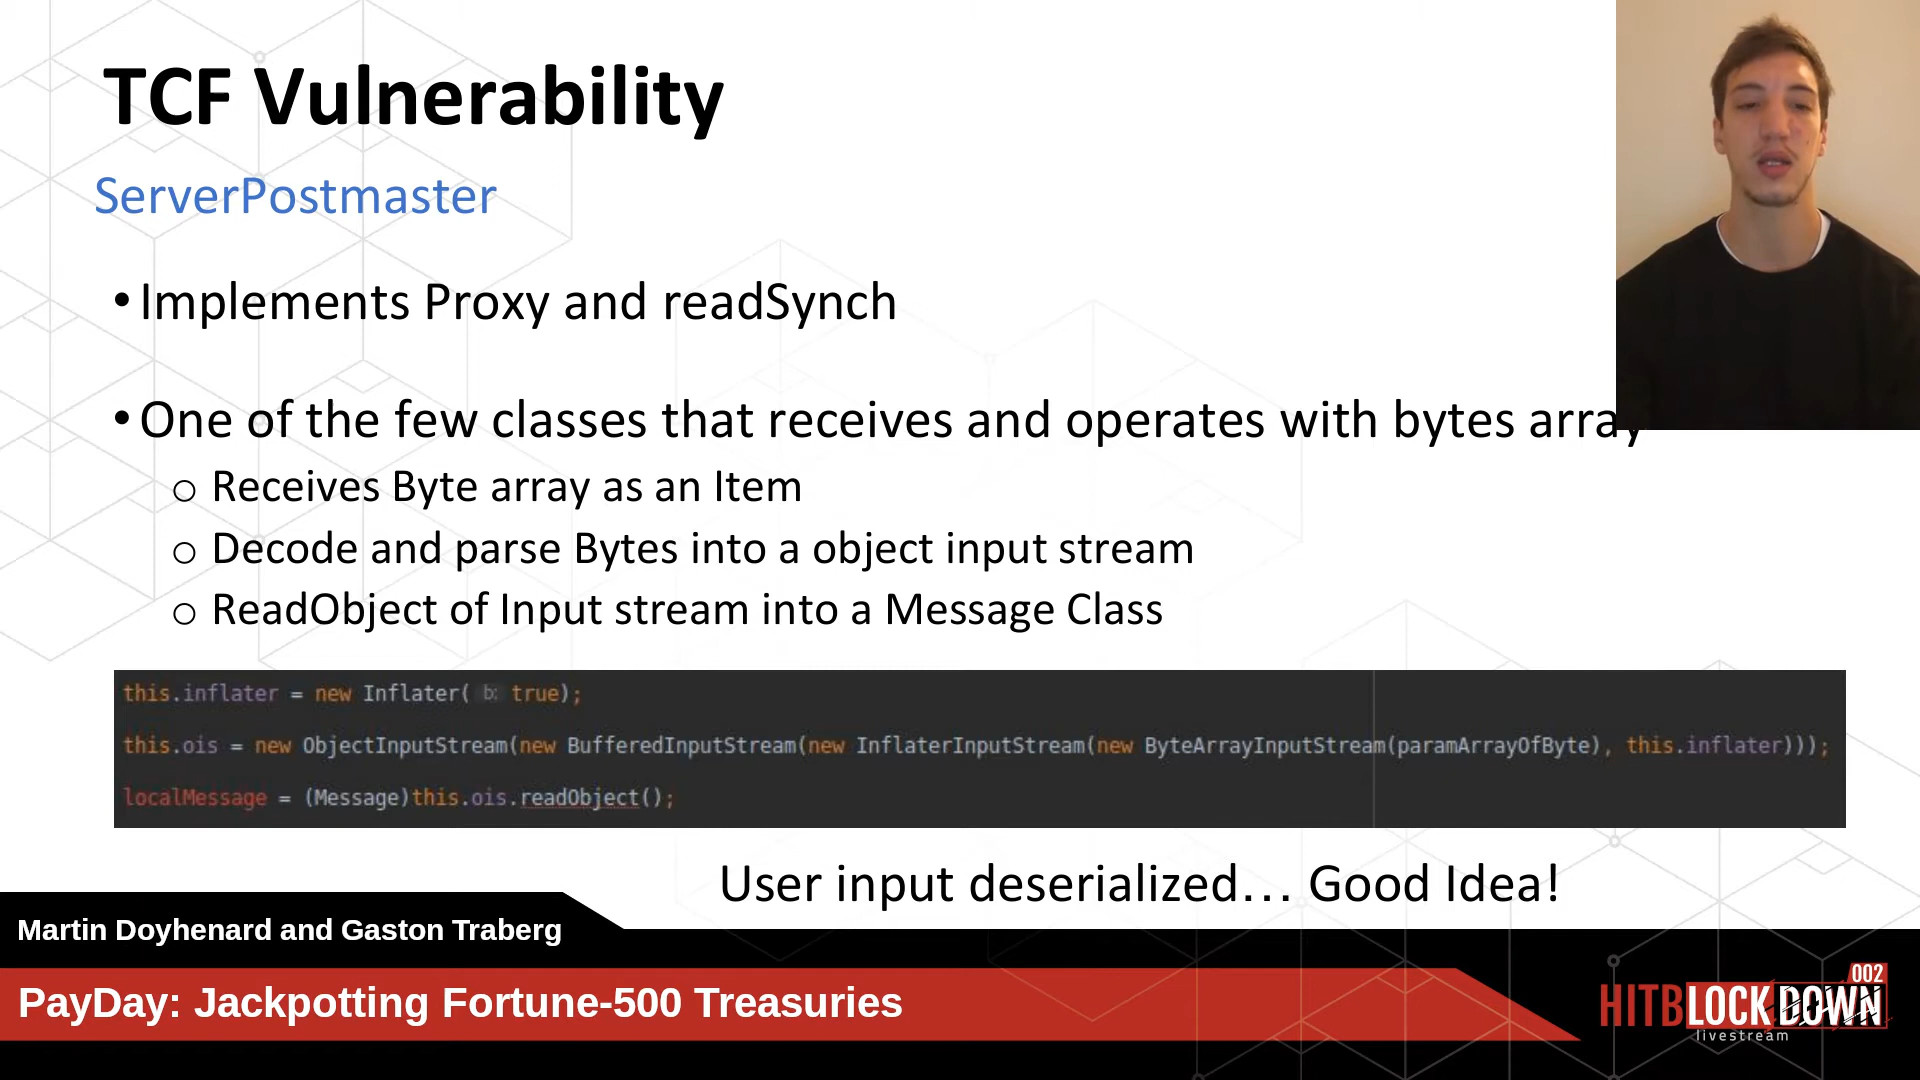 TCF Vulnerability
ServerPostmaster
•Implements Proxy and readSynch
•One of the few classes that receives and operates with bytes array
o Receives Byte array as an Item
o Decode and parse Bytes into a object input stream
o ReadObject of Input stream into a Message Class
this.inflater = new Inflater( b: true);
this.ois = new ObjectInputStream(new BufferedInputStream(new InflaterInputStream(new ByteArrayInputStream(paramArrayOfByte), this.inflater)));
localMessage = (Message)this.ois.readObject();
User input deserialized... Good Idea!
Martin Doyhenard and Gaston Traberg
PayDay: Jackpotting Fortune-500 Treasuries
002
HITBLOCKDOWN
livestream